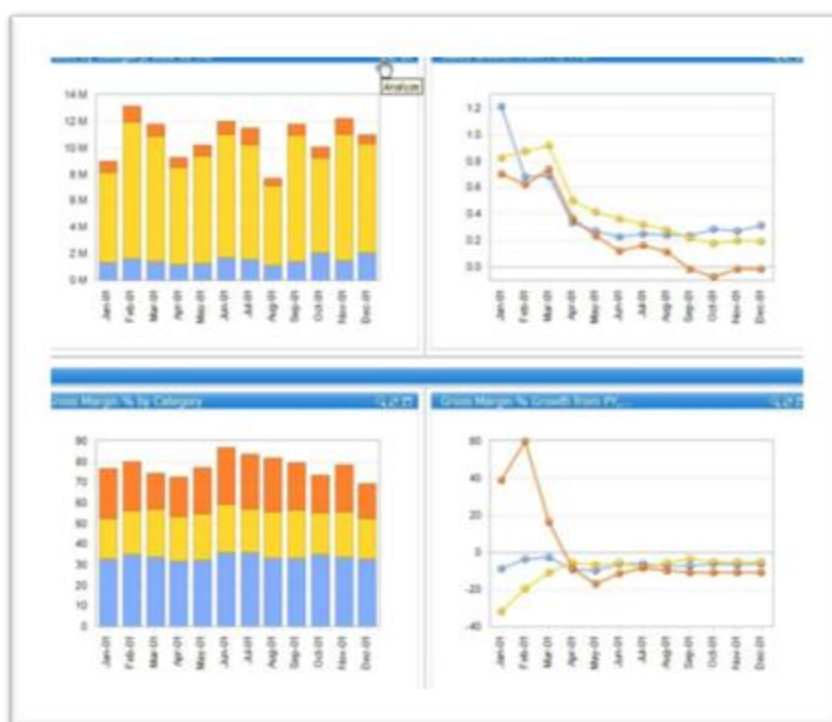 Analyze
14 M
12 M
10 M
8 M
6 M
4 M
2 M
0 M
Jan-01
Feb-01
Mar-01
Apr-01
May-01
Jun-01
Jul-01
Aug-01
Sep-01
Oct-01
Nov-01
Dec-01
1.2
1.0
0.8
0.6
0.4
0.2
0.0
Jan-01
Feb-01
Mar-01
Apr-01
May-01
Jun-01
Jul-01
Aug-01
Sep-01
Oct-01
Nov-01
Dec-01
Gross Margin % by Category
90
80
70
60
50
40
30
20
10
0
Jan-01
Feb-01
Mar-01
Apr-01
May-01
Jun-01
Jul-01
Aug-01
Sep-01
Oct-01
Nov-01
Dec-01
Gross Margin % Growth from PY,...
60
40
20
0
-20
-40
Jan-01
Feb-01
Mar-01
Apr-01
May-01
Jun-01
Jul-01
Aug-01
Sep-01
Oct-01
Nov-01
Dec-01